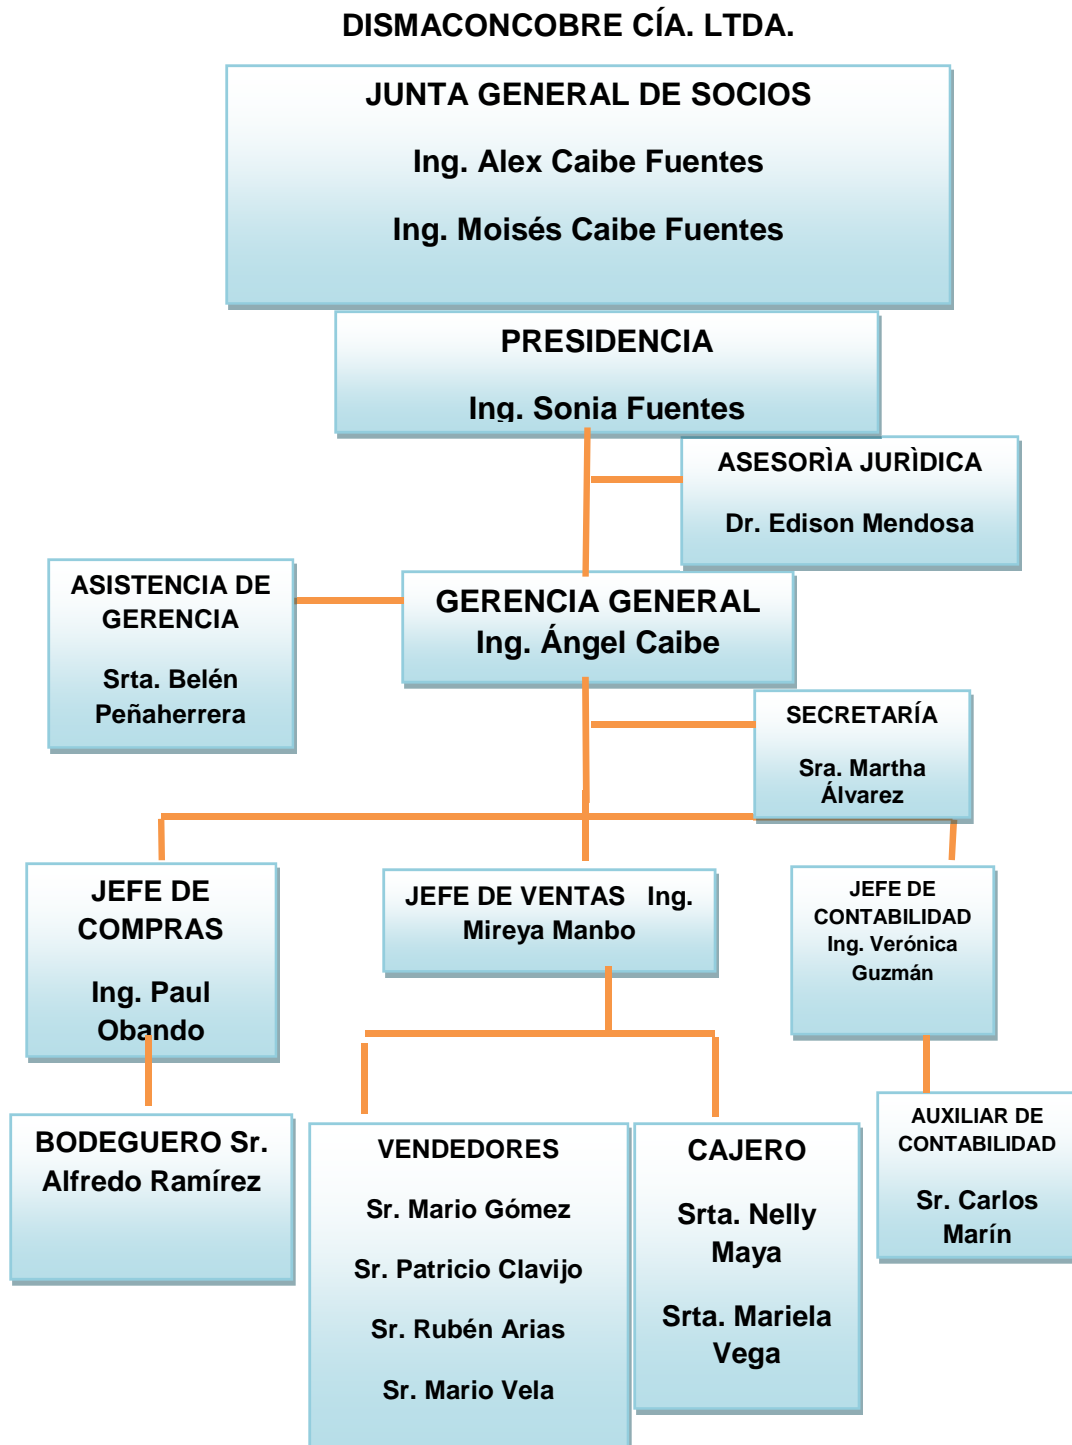 DISMACONCOBRE CÍA. LTDA.
JUNTA GENERAL DE SOCIOS
Ing. Alex Caibe Fuentes
Ing. Moisés Caibe Fuentes
PRESIDENCIA
Ing. Sonia Fuentes
ASESORÌA JURÌDICA
Dr. Edison Mendosa
ASISTENCIA DE
GERENCIA
Srta. Belén
Peñaherrera
GERENCIA GENERAL
Ing. Ángel Caibe
SECRETARÍA
Sra. Martha
Álvarez
JEFE DE
COMPRAS
Ing. Paul
Obando
JEFE DE VENTAS Ing.
Mireya Manbo
JEFE DE
CONTABILIDAD
Ing. Verónica
Guzmán
BODEGUERO Sr.
Alfredo Ramírez
VENDEDORES
Sr. Mario Gómez
Sr. Patricio Clavijo
Sr. Rubén Arias
Sr. Mario Vela
CAJERO
Srta. Nelly
Maya
Srta. Mariela
Vega
AUXILIAR DE
CONTABILIDAD
Sr. Carlos
Marín